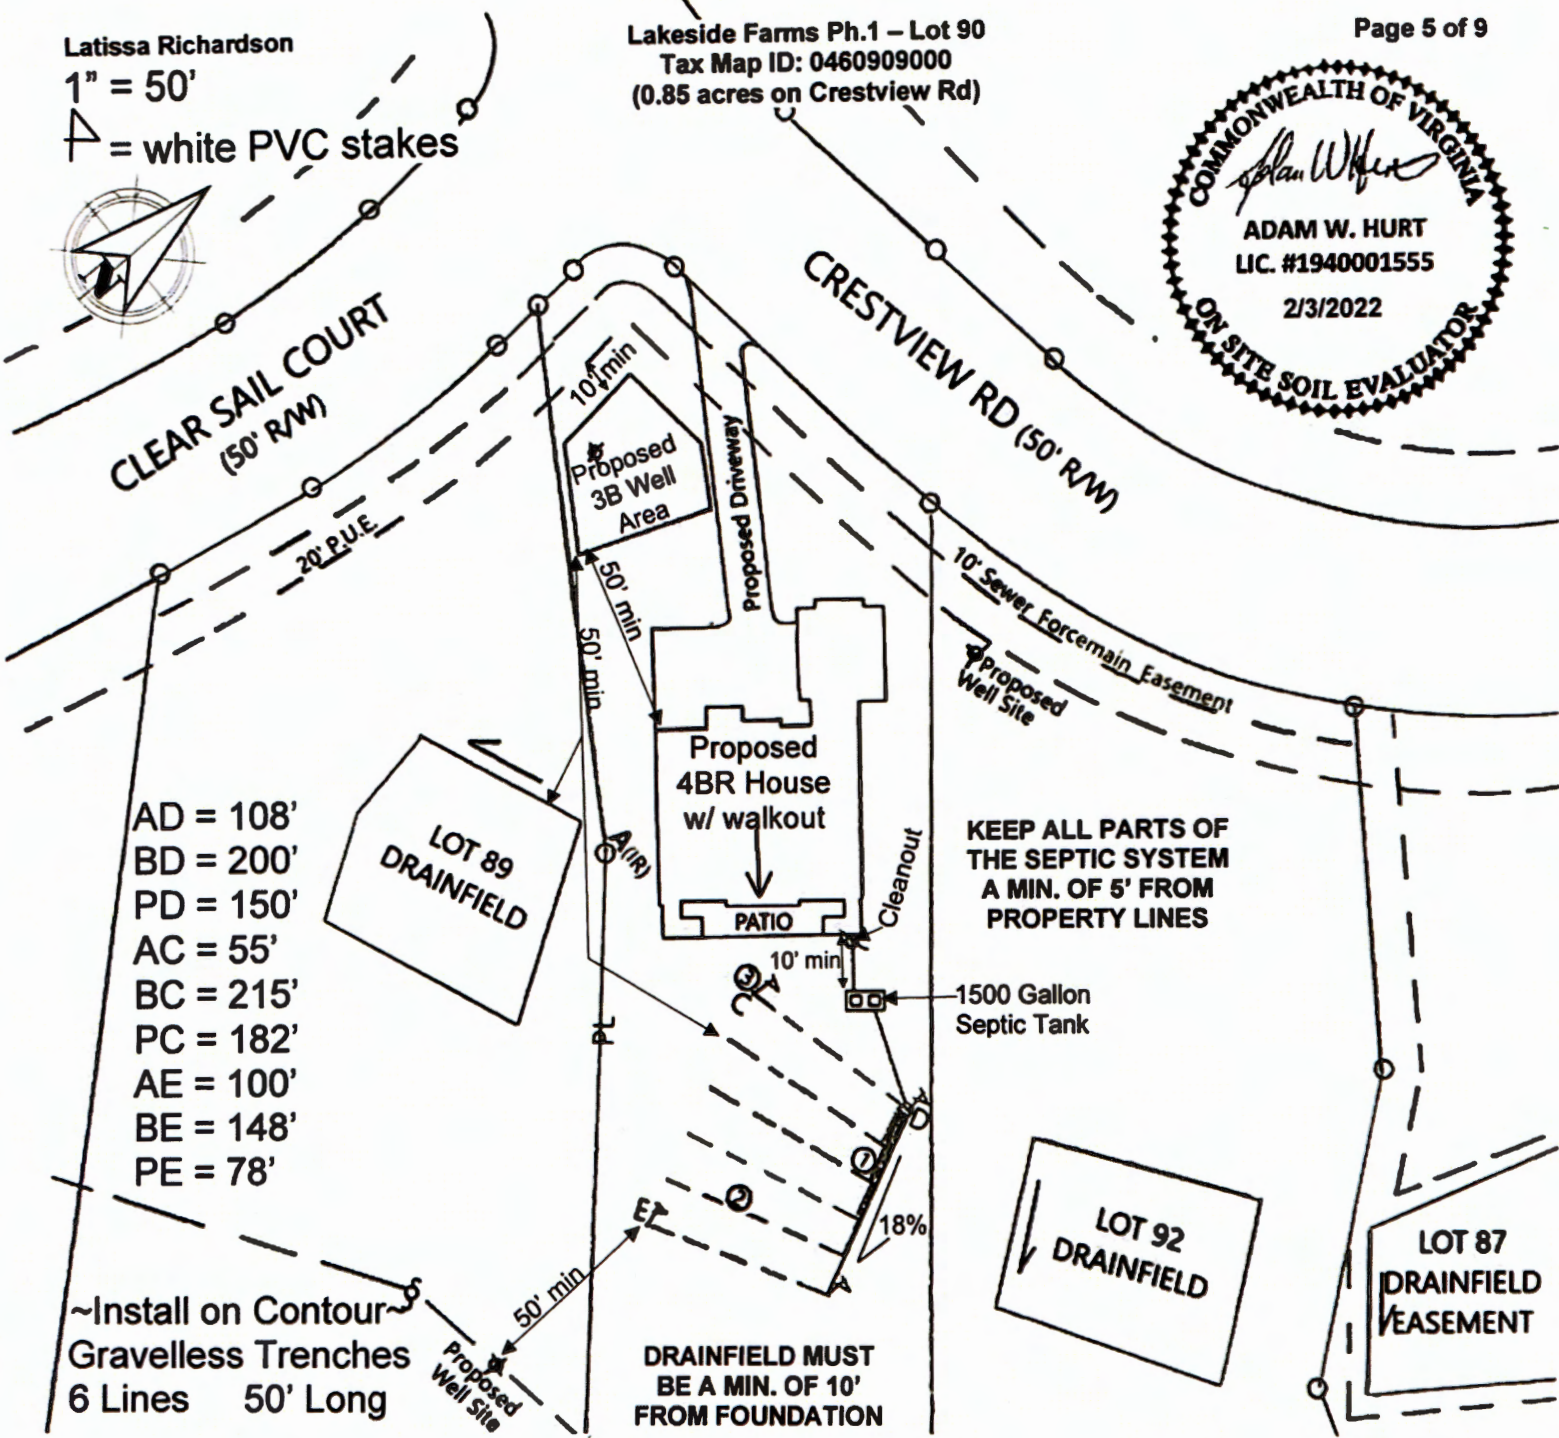 Latissa Richardson
1" = 50'
= white PVC stakes
Lakeside Farms Ph.1 – Lot 90
Tax Map ID: 0460909000
(0.85 acres on Crestview Rd)
Page 5 of 9
COMMONWEALTH OF VIRGINIA
ADAM W. HURT
LIC. #1940001555
2/3/2022
ON SITE SOIL EVALUATOR
N
CLEAR SAIL COURT
(50' R/W)
CRESTVIEW RD (50' R/W)
10' min
Proposed
3B Well
Area
Proposed Driveway
20' P.U.E.
10' Sewer Forcemain Easement
50' min
50' min
Proposed
Well Site
Proposed
4BR House
w/ walkout
PATIO
Cleanout
A(IR)
LOT 89
DRAINFIELD
KEEP ALL PARTS OF
THE SEPTIC SYSTEM
A MIN. OF 5' FROM
PROPERTY LINES
AD = 108'
BD = 200'
PD = 150'
AC = 55'
BC = 215'
PC = 182'
AE = 100'
BE = 148'
PE = 78'
10' min
1500 Gallon
Septic Tank
3
C
PL
D
1
2
E
18%
LOT 92
DRAINFIELD
LOT 87
DRAINFIELD
EASEMENT
50' min
Proposed
Well Site
~Install on Contour~
Gravelless Trenches
6 Lines 50' Long
DRAINFIELD MUST
BE A MIN. OF 10'
FROM FOUNDATION